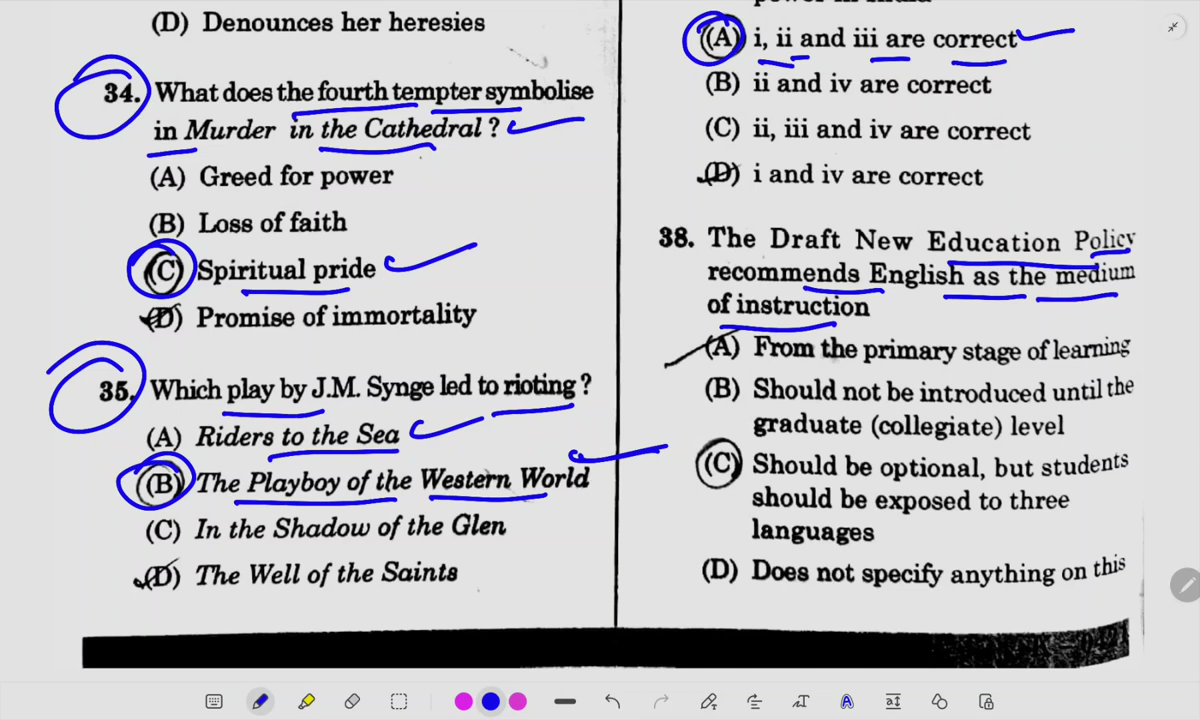 (D) Denounces her heresies
34. What does the fourth tempter symbolise
in Murder in the Cathedral ?
(A) Greed for power
(B) Loss of faith
(C) Spiritual pride
(D) Promise of immortality
35. Which play by J.M. Synge led to rioting ?
(A) Riders to the Sea
(B) The Playboy of the Western World
(C) In the Shadow of the Glen
(D) The Well of the Saints
(A) i, ii and iii are correct
(B) ii and iv are correct
(C) ii, iii and iv are correct
(D) i and iv are correct
38. The Draft New Education Policy
recommends English as the medium
of instruction
(A) From the primary stage of learning
(B) Should not be introduced until the
graduate (collegiate) level
(C) Should be optional, but students
should be exposed to three
languages
(D) Does not specify anything on this